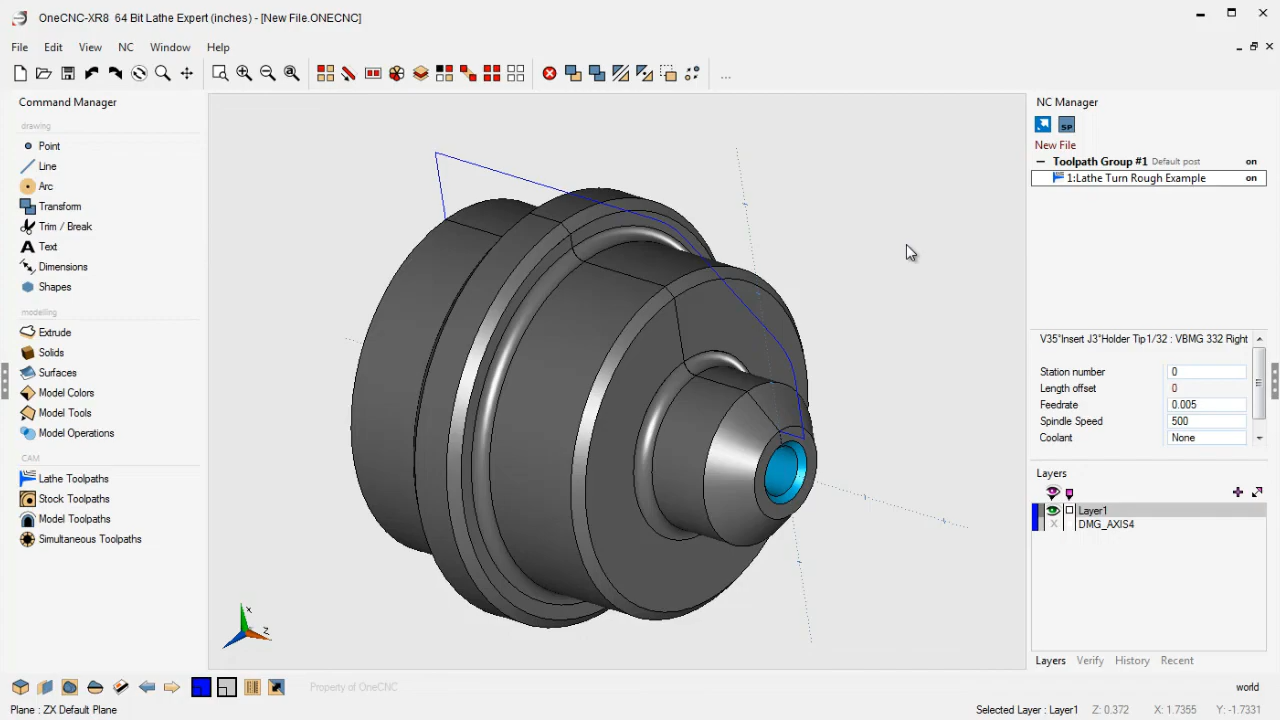 OneCNC-XR8 64 Bit Lathe Expert (inches) - [New File.ONECNC]
File Edit View NC Window Help
Command Manager
drawing
Point
Line
Arc
Transform
Trim / Break
Text
Dimensions
Shapes
modelling
Extrude
Solids
Surfaces
Model Colors
Model Tools
Model Operations
CAM
Lathe Toolpaths
Stock Toolpaths
Model Toolpaths
Simultaneous Toolpaths
X
Z
NC Manager
SP
New File
Toolpath Group #1 Default post on
1:Lathe Turn Rough Example on
V35°Insert J3°Holder Tip 1/32 : VBMG 332 Right
Station number 0
Length offset 0
Feedrate 0.005
Spindle Speed 500
Coolant None
Layers
Layer1
DMG_AXIS4
Layers Verify History Recent
Property of OneCNC
world
Plane : ZX Default Plane
Selected Layer : Layer1 Z: 0.372 X: 1.7355 Y: -1.7331